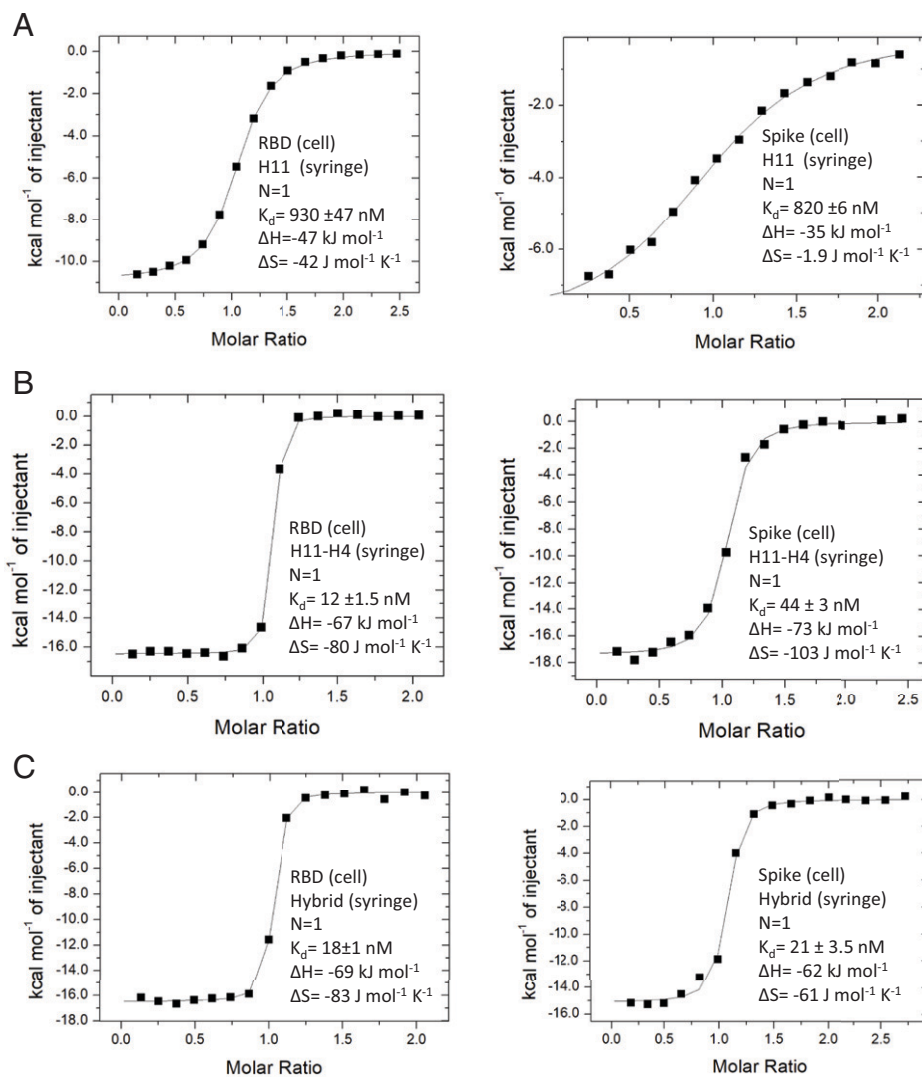 A
kcal mol⁻¹ of injectant
0.0
-2.0
-4.0
-6.0
-8.0
-10.0
RBD (cell)
H11 (syringe)
N=1
Kd= 930 ±47 nM
ΔH=-47 kJ mol⁻¹
ΔS= -42 J mol⁻¹ K⁻¹
0.0 0.5 1.0 1.5 2.0 2.5
Molar Ratio
kcal mol⁻¹ of injectant
-2.0
-4.0
-6.0
Spike (cell)
H11 (syringe)
N=1
Kd= 820 ±6 nM
ΔH= -35 kJ mol⁻¹
ΔS= -1.9 J mol⁻¹ K⁻¹
0.5 1.0 1.5 2.0
Molar Ratio
B
kcal mol⁻¹ of injectant
0.0
-2.0
-4.0
-6.0
-8.0
-10.0
-12.0
-14.0
-16.0
RBD (cell)
H11-H4 (syringe)
N=1
Kd= 12 ±1.5 nM
ΔH= -67 kJ mol⁻¹
ΔS= -80 J mol⁻¹ K⁻¹
0.0 0.5 1.0 1.5 2.0
Molar Ratio
kcal mol⁻¹ of injectant
0.0
-2.0
-4.0
-6.0
-8.0
-10.0
-12.0
-14.0
-16.0
-18.0
Spike (cell)
H11-H4 (syringe)
N=1
Kd= 44 ± 3 nM
ΔH= -73 kJ mol⁻¹
ΔS= -103 J mol⁻¹ K⁻¹
0.0 0.5 1.0 1.5 2.0 2.5
Molar Ratio
C
kcal mol⁻¹ of injectant
0.0
-2.0
-4.0
-6.0
-8.0
-10.0
-12.0
-14.0
-16.0
-18.0
RBD (cell)
Hybrid (syringe)
N=1
Kd= 18±1 nM
ΔH= -69 kJ mol⁻¹
ΔS= -83 J mol⁻¹ K⁻¹
0.0 0.5 1.0 1.5 2.0
Molar Ratio
kcal mol⁻¹ of injectant
0.0
-2.0
-4.0
-6.0
-8.0
-10.0
-12.0
-14.0
-16.0
Spike (cell)
Hybrid (syringe)
N=1
Kd= 21 ± 3.5 nM
ΔH= -62 kJ mol⁻¹
ΔS= -61 J mol⁻¹ K⁻¹
0.0 0.5 1.0 1.5 2.0 2.5
Molar Ratio